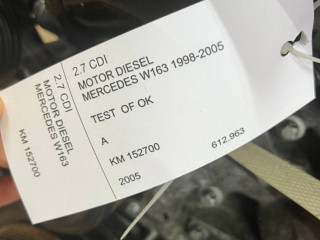 2.7 CDI
MOTOR DIESEL
MERCEDES W163 1998-2005
TEST OF OK
A
KM 152700
612.963
2005
2.7 CDI
MOTOR DIESEL
MERCEDES W163
KM 152700